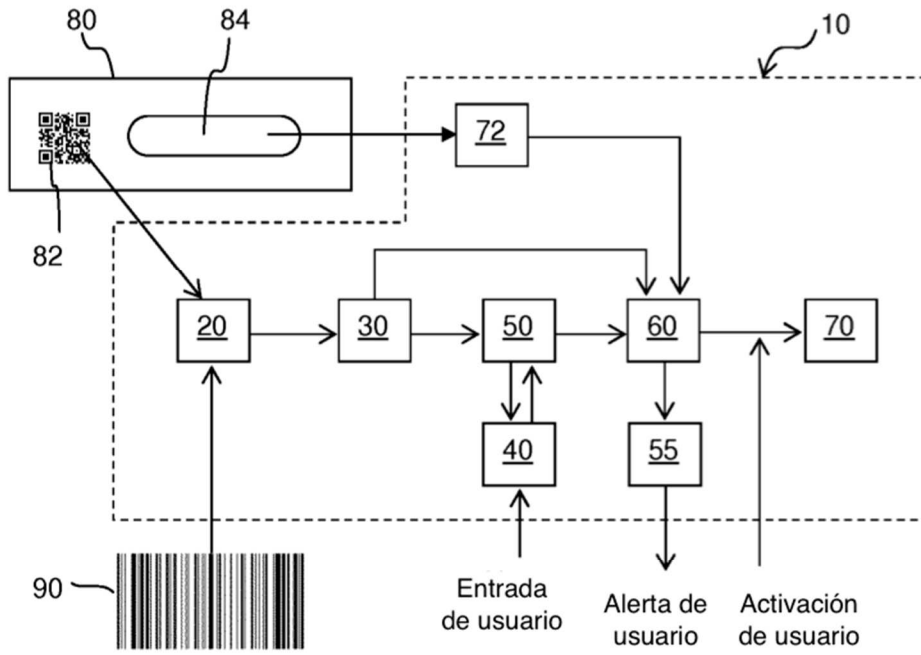 80
84
10
72
82
20
30
50
60
70
40
55
90
Entrada
de usuario
Alerta de
usuario
Activación
de usuario